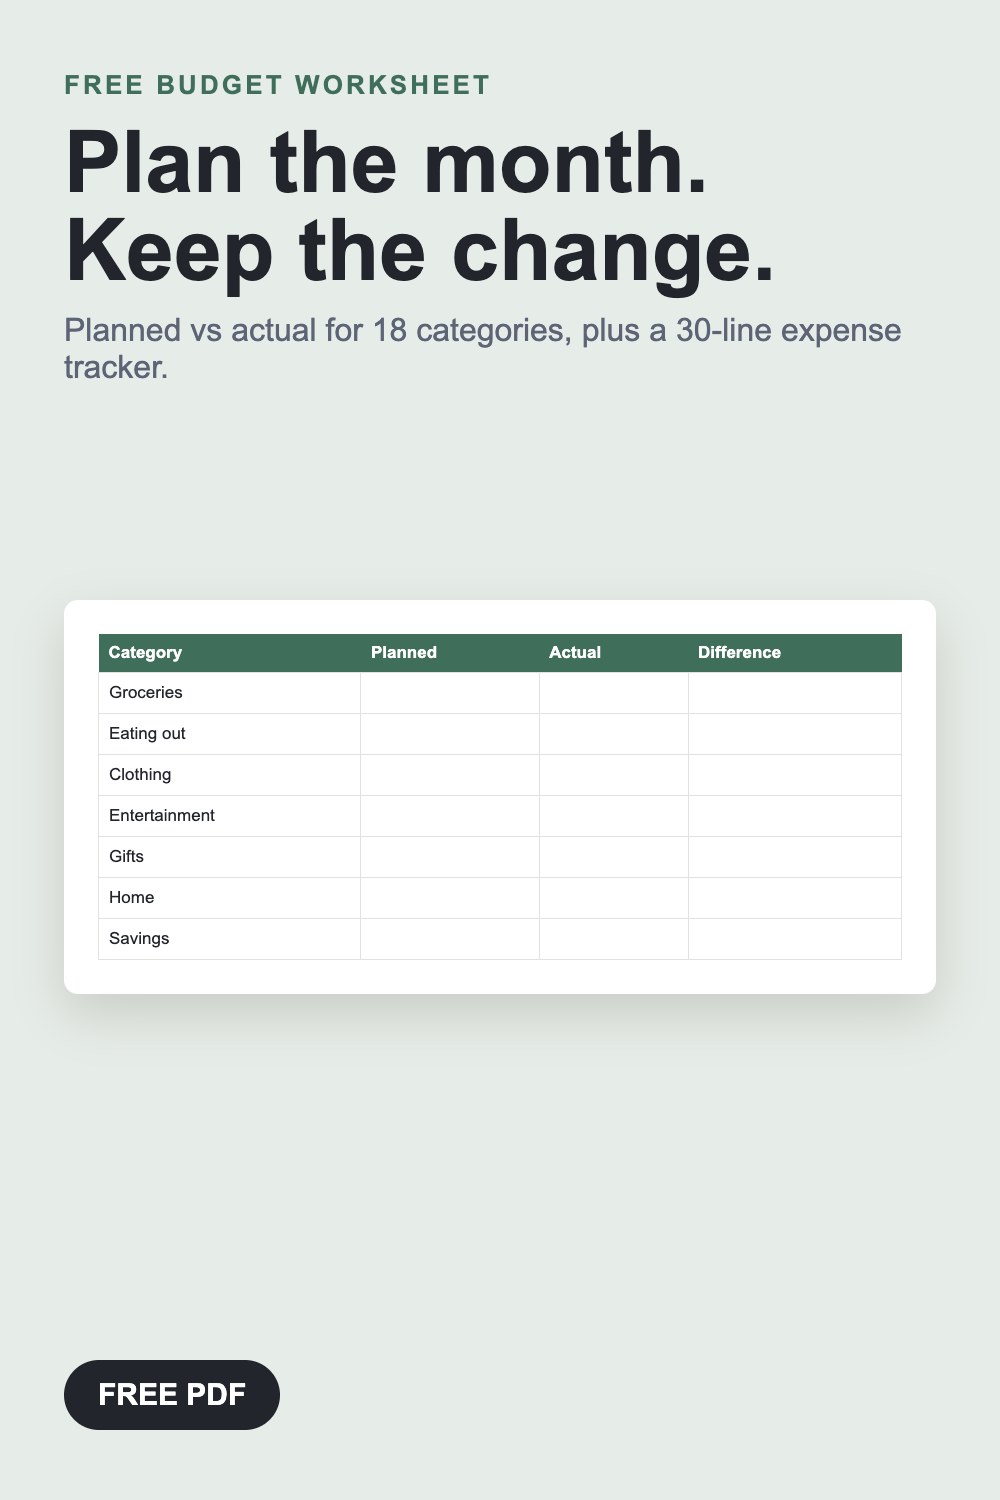 FREE BUDGET WORKSHEET
Plan the month.
Keep the change.
Planned vs actual for 18 categories, plus a 30-line expense
tracker.
Category Planned Actual Difference
Groceries
Eating out
Clothing
Entertainment
Gifts
Home
Savings
FREE PDF